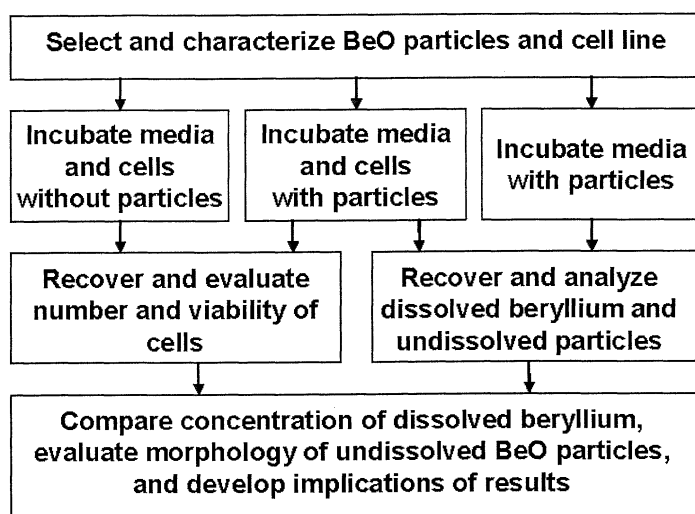 Select and characterize BeO particles and cell line
Incubate media
and cells
without particles
Incubate media
and cells
with particles
Incubate media
with particles
Recover and evaluate
number and viability of
cells
Recover and analyze
dissolved beryllium and
undissolved particles
Compare concentration of dissolved beryllium,
evaluate morphology of undissolved BeO particles,
and develop implications of results